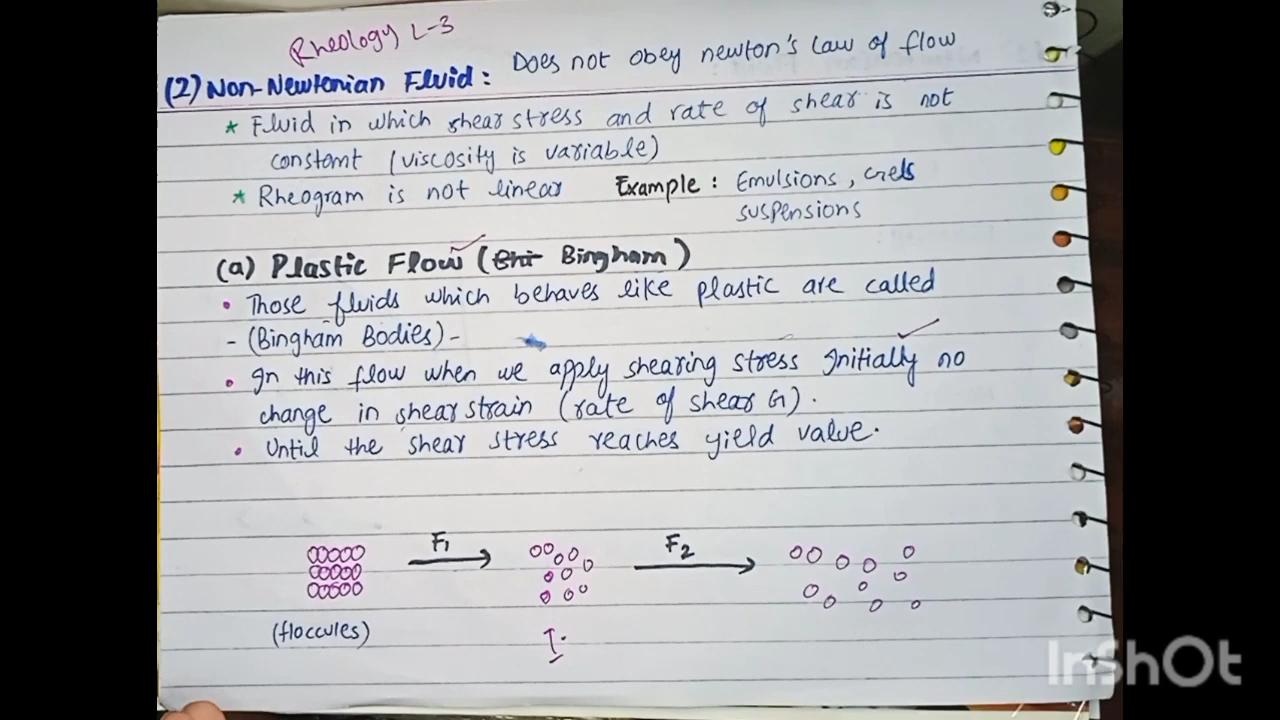 Rheology L-3
(2) Non-Newtonian Fluid: Does not obey newton's law of flow
* Fluid in which shear stress and rate of shear is not
constant (viscosity is variable)
* Rheogram is not linear Example: Emulsions, Gels
suspensions
(a) Plastic Flow (Bingham)
• Those fluids which behaves like plastic are called
- (Bingham Bodies) -
• In this flow when we apply shearing stress Initially no
change in shear strain (rate of shear G).
• Until the shear stress reaches yield value.
F1 F2
(floccules)
I.
InShOt